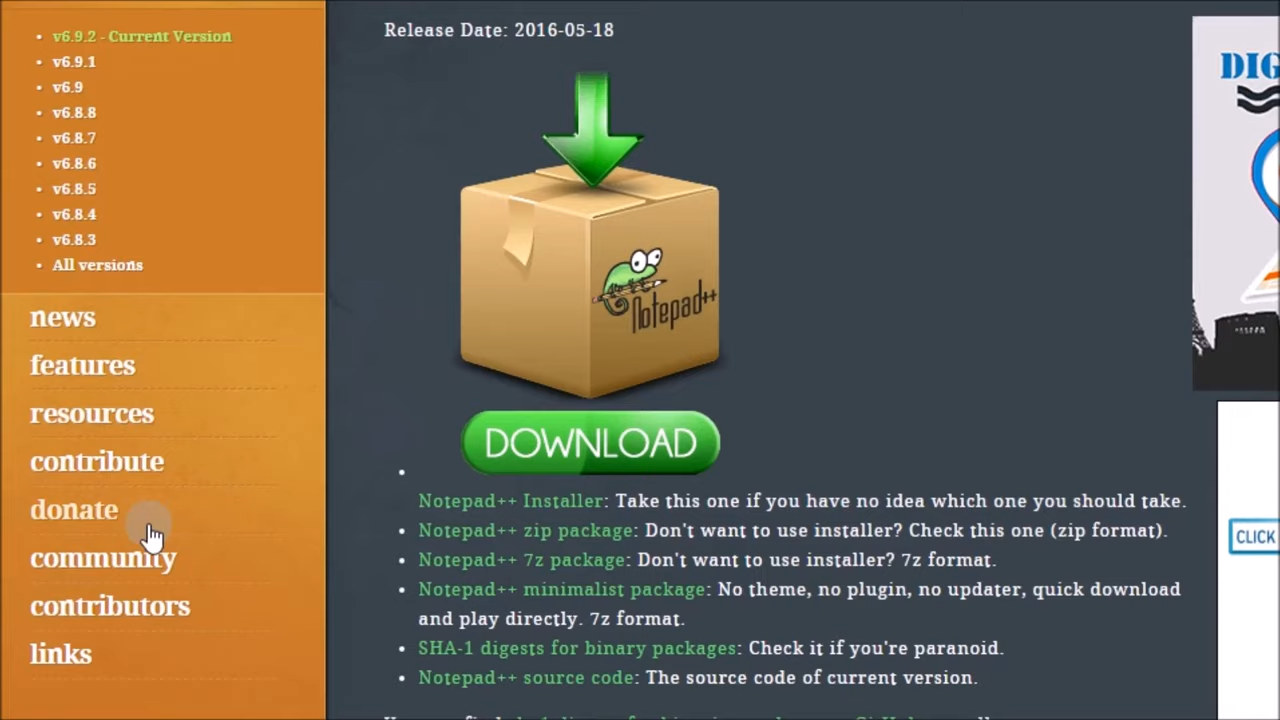 v6.9.2 - Current Version
v6.9.1
v6.9
v6.8.8
v6.8.7
v6.8.6
v6.8.5
v6.8.4
v6.8.3
All versions
news
features
resources
contribute
donate
community
contributors
links
Release Date: 2016-05-18
Notepad++
DOWNLOAD
Notepad++ Installer: Take this one if you have no idea which one you should take.
Notepad++ zip package: Don't want to use installer? Check this one (zip format).
Notepad++ 7z package: Don't want to use installer? 7z format.
Notepad++ minimalist package: No theme, no plugin, no updater, quick download
and play directly. 7z format.
SHA-1 digests for binary packages: Check it if you're paranoid.
Notepad++ source code: The source code of current version.
DIG
CLICK